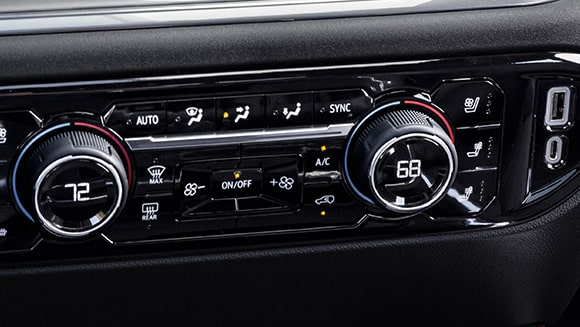 AUTO SYNC
72 MAX ON/OFF A/C 68
REAR